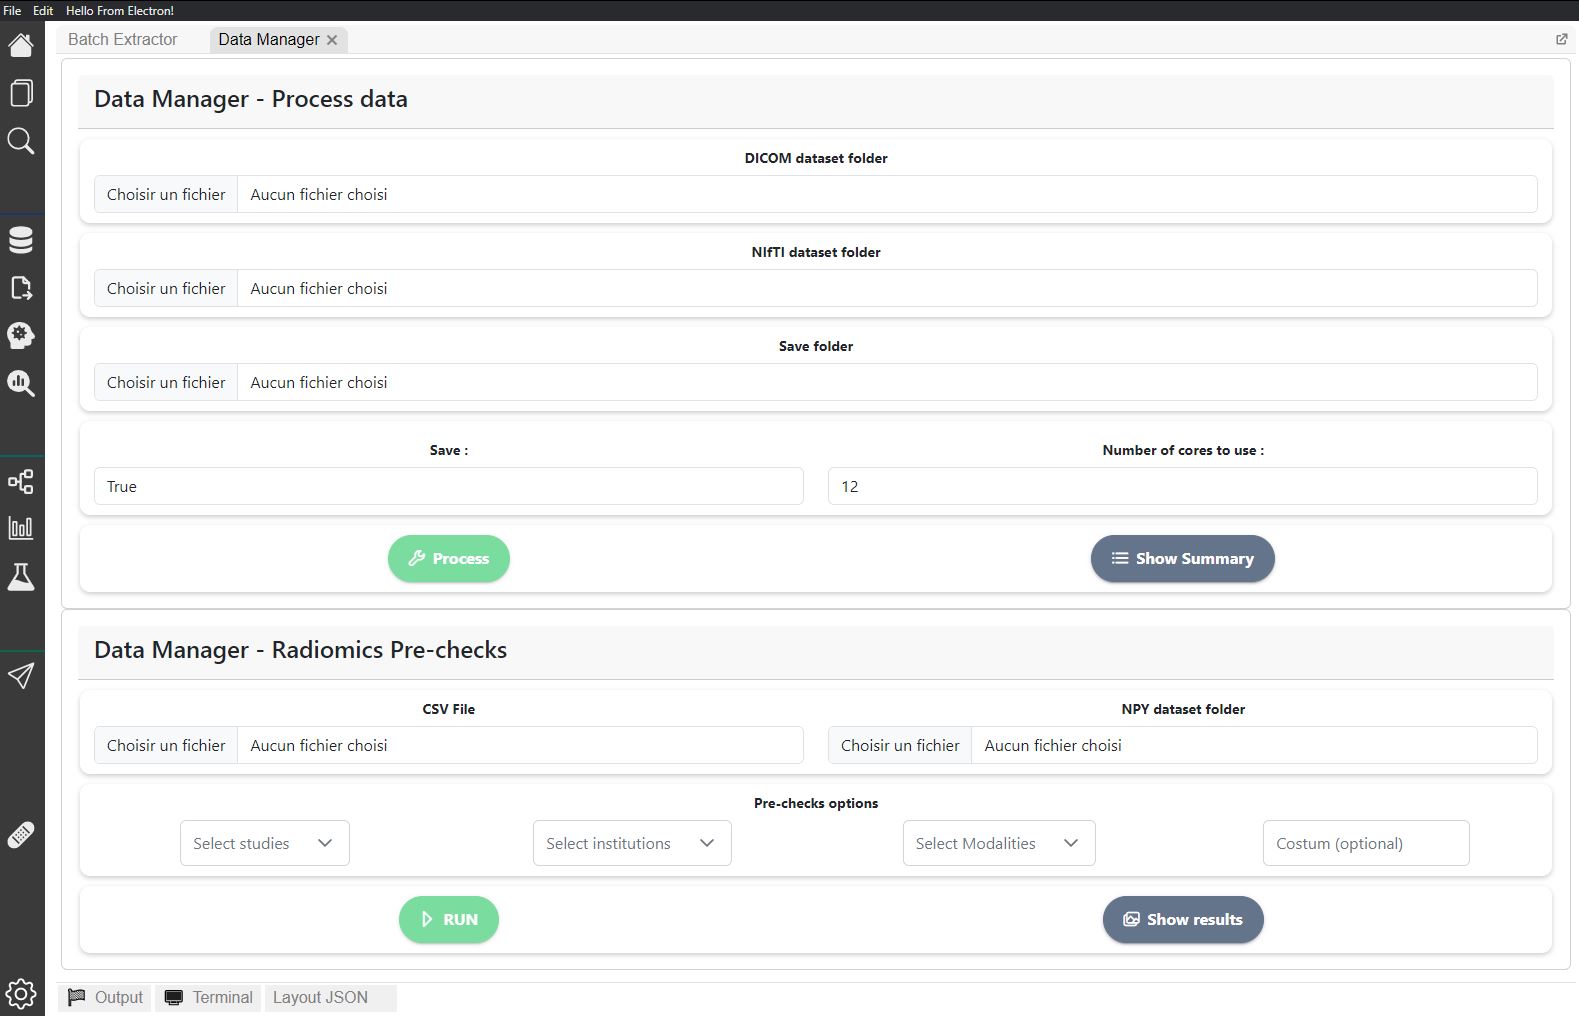 File Edit Hello From Electron!
Batch Extractor Data Manager
Data Manager - Process data
DICOM dataset folder
Choisir un fichier Aucun fichier choisi
NIfTI dataset folder
Choisir un fichier Aucun fichier choisi
Save folder
Choisir un fichier Aucun fichier choisi
Save : Number of cores to use :
True 12
Process Show Summary
Data Manager - Radiomics Pre-checks
CSV File NPY dataset folder
Choisir un fichier Aucun fichier choisi Choisir un fichier Aucun fichier choisi
Pre-checks options
Select studies Select institutions Select Modalities Costum (optional)
RUN Show results
Output Terminal Layout JSON